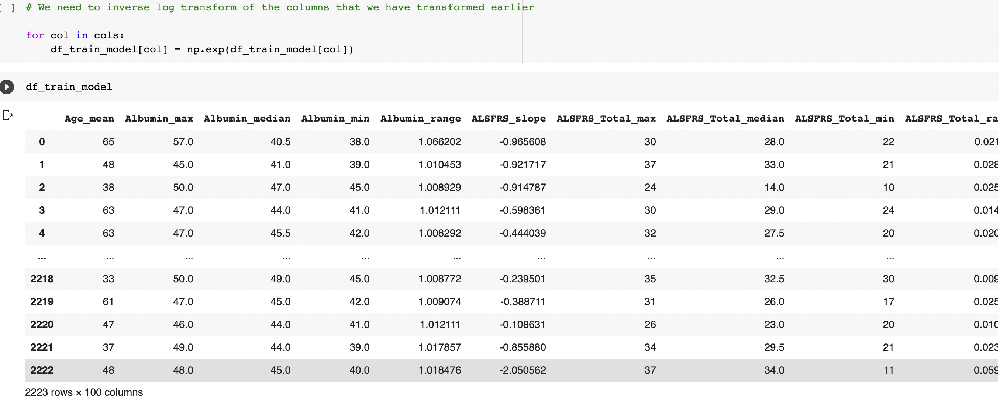 [ ] # We need to inverse log transform of the columns that we have transformed earlier
for col in cols:
df_train_model[col] = np.exp(df_train_model[col])
df_train_model
Age_mean Albumin_max Albumin_median Albumin_min Albumin_range ALSFRS_slope ALSFRS_Total_max ALSFRS_Total_median ALSFRS_Total_min ALSFRS_Total_ra
0 65 57.0 40.5 38.0 1.066202 -0.965608 30 28.0 22 0.021
1 48 45.0 41.0 39.0 1.010453 -0.921717 37 33.0 21 0.028
2 38 50.0 47.0 45.0 1.008929 -0.914787 24 14.0 10 0.025
3 63 47.0 44.0 41.0 1.012111 -0.598361 30 29.0 24 0.014
4 63 47.0 45.5 42.0 1.008292 -0.444039 32 27.5 20 0.020
... ... ... ... ... ... ... ... ... ...
2218 33 50.0 49.0 45.0 1.008772 -0.239501 35 32.5 30 0.009
2219 61 47.0 45.0 42.0 1.009074 -0.388711 31 26.0 17 0.025
2220 47 46.0 44.0 41.0 1.012111 -0.108631 26 23.0 20 0.010
2221 37 49.0 44.0 39.0 1.017857 -0.855880 34 29.5 21 0.023
2222 48 48.0 45.0 40.0 1.018476 -2.050562 37 34.0 11 0.059
2223 rows × 100 columns